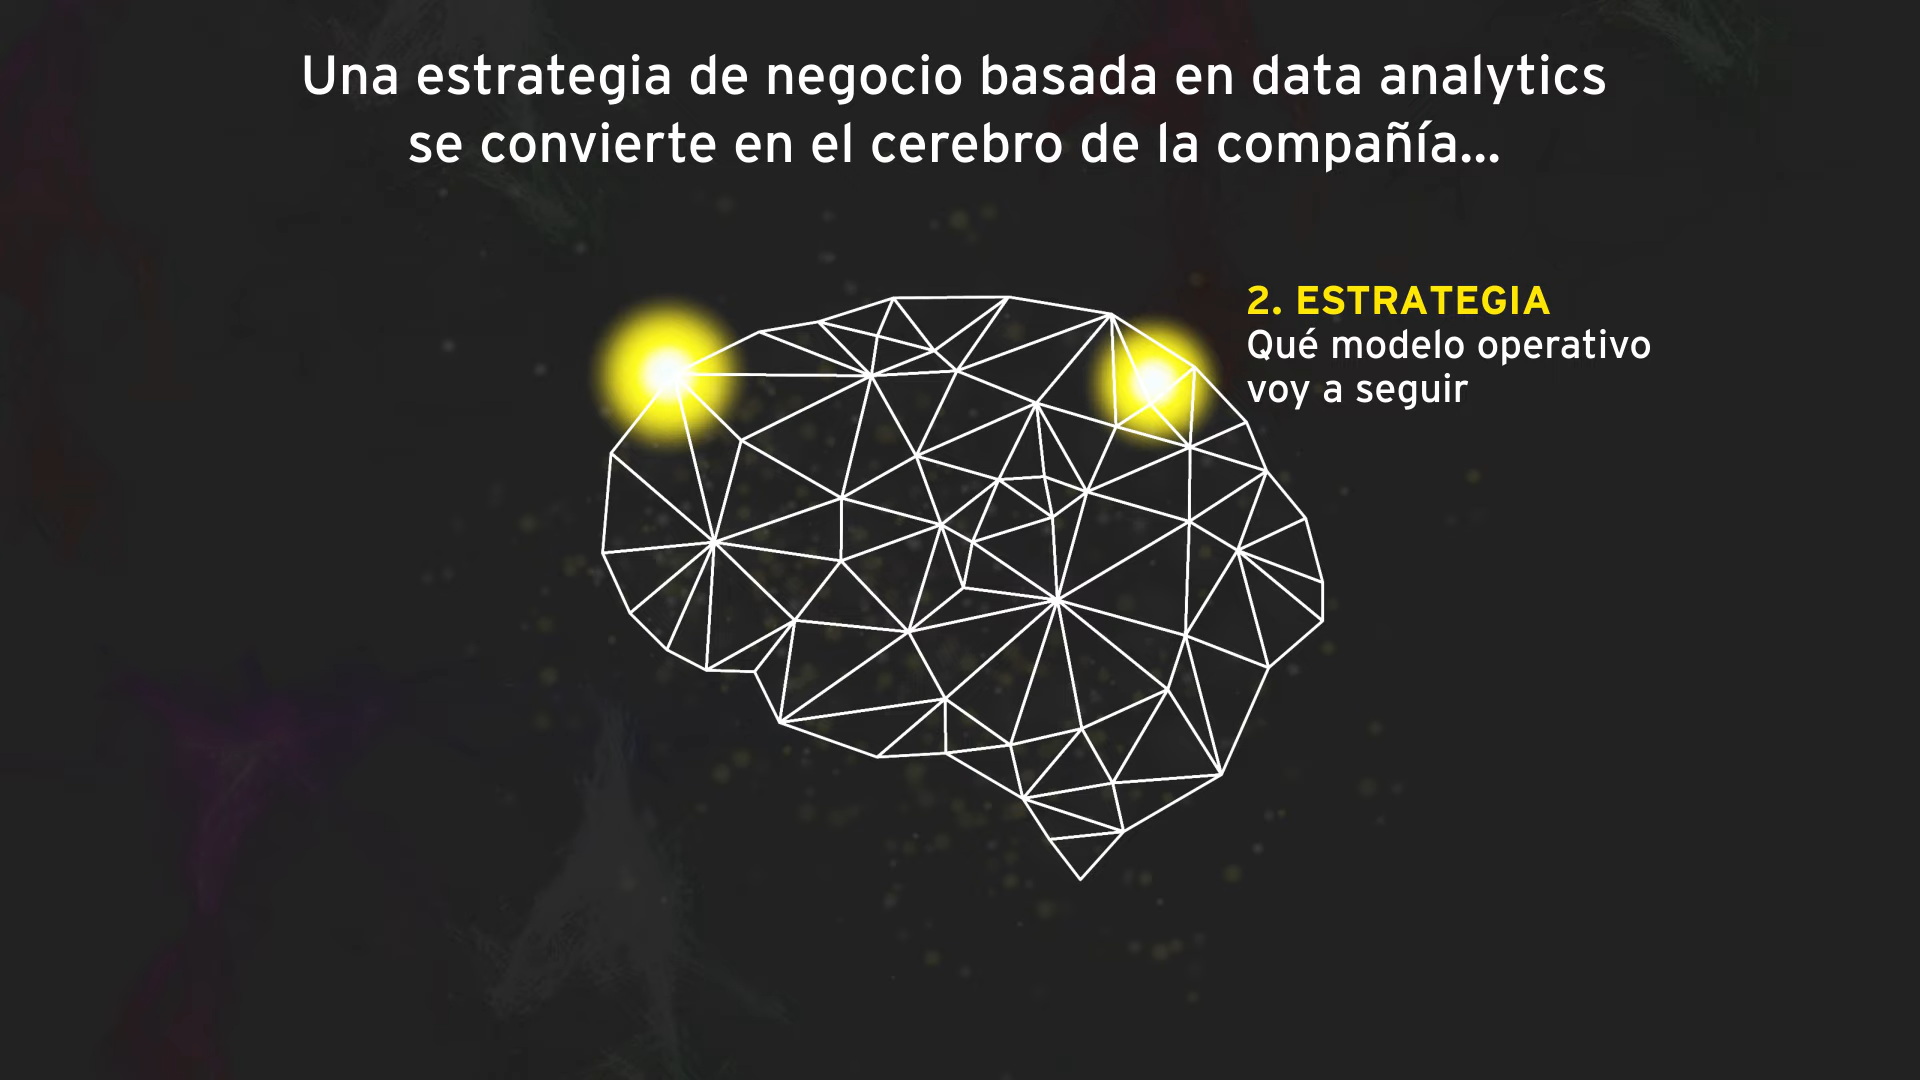 Una estrategia de negocio basada en data analytics
se convierte en el cerebro de la compañía...
2. ESTRATEGIA
Qué modelo operativo
voy a seguir